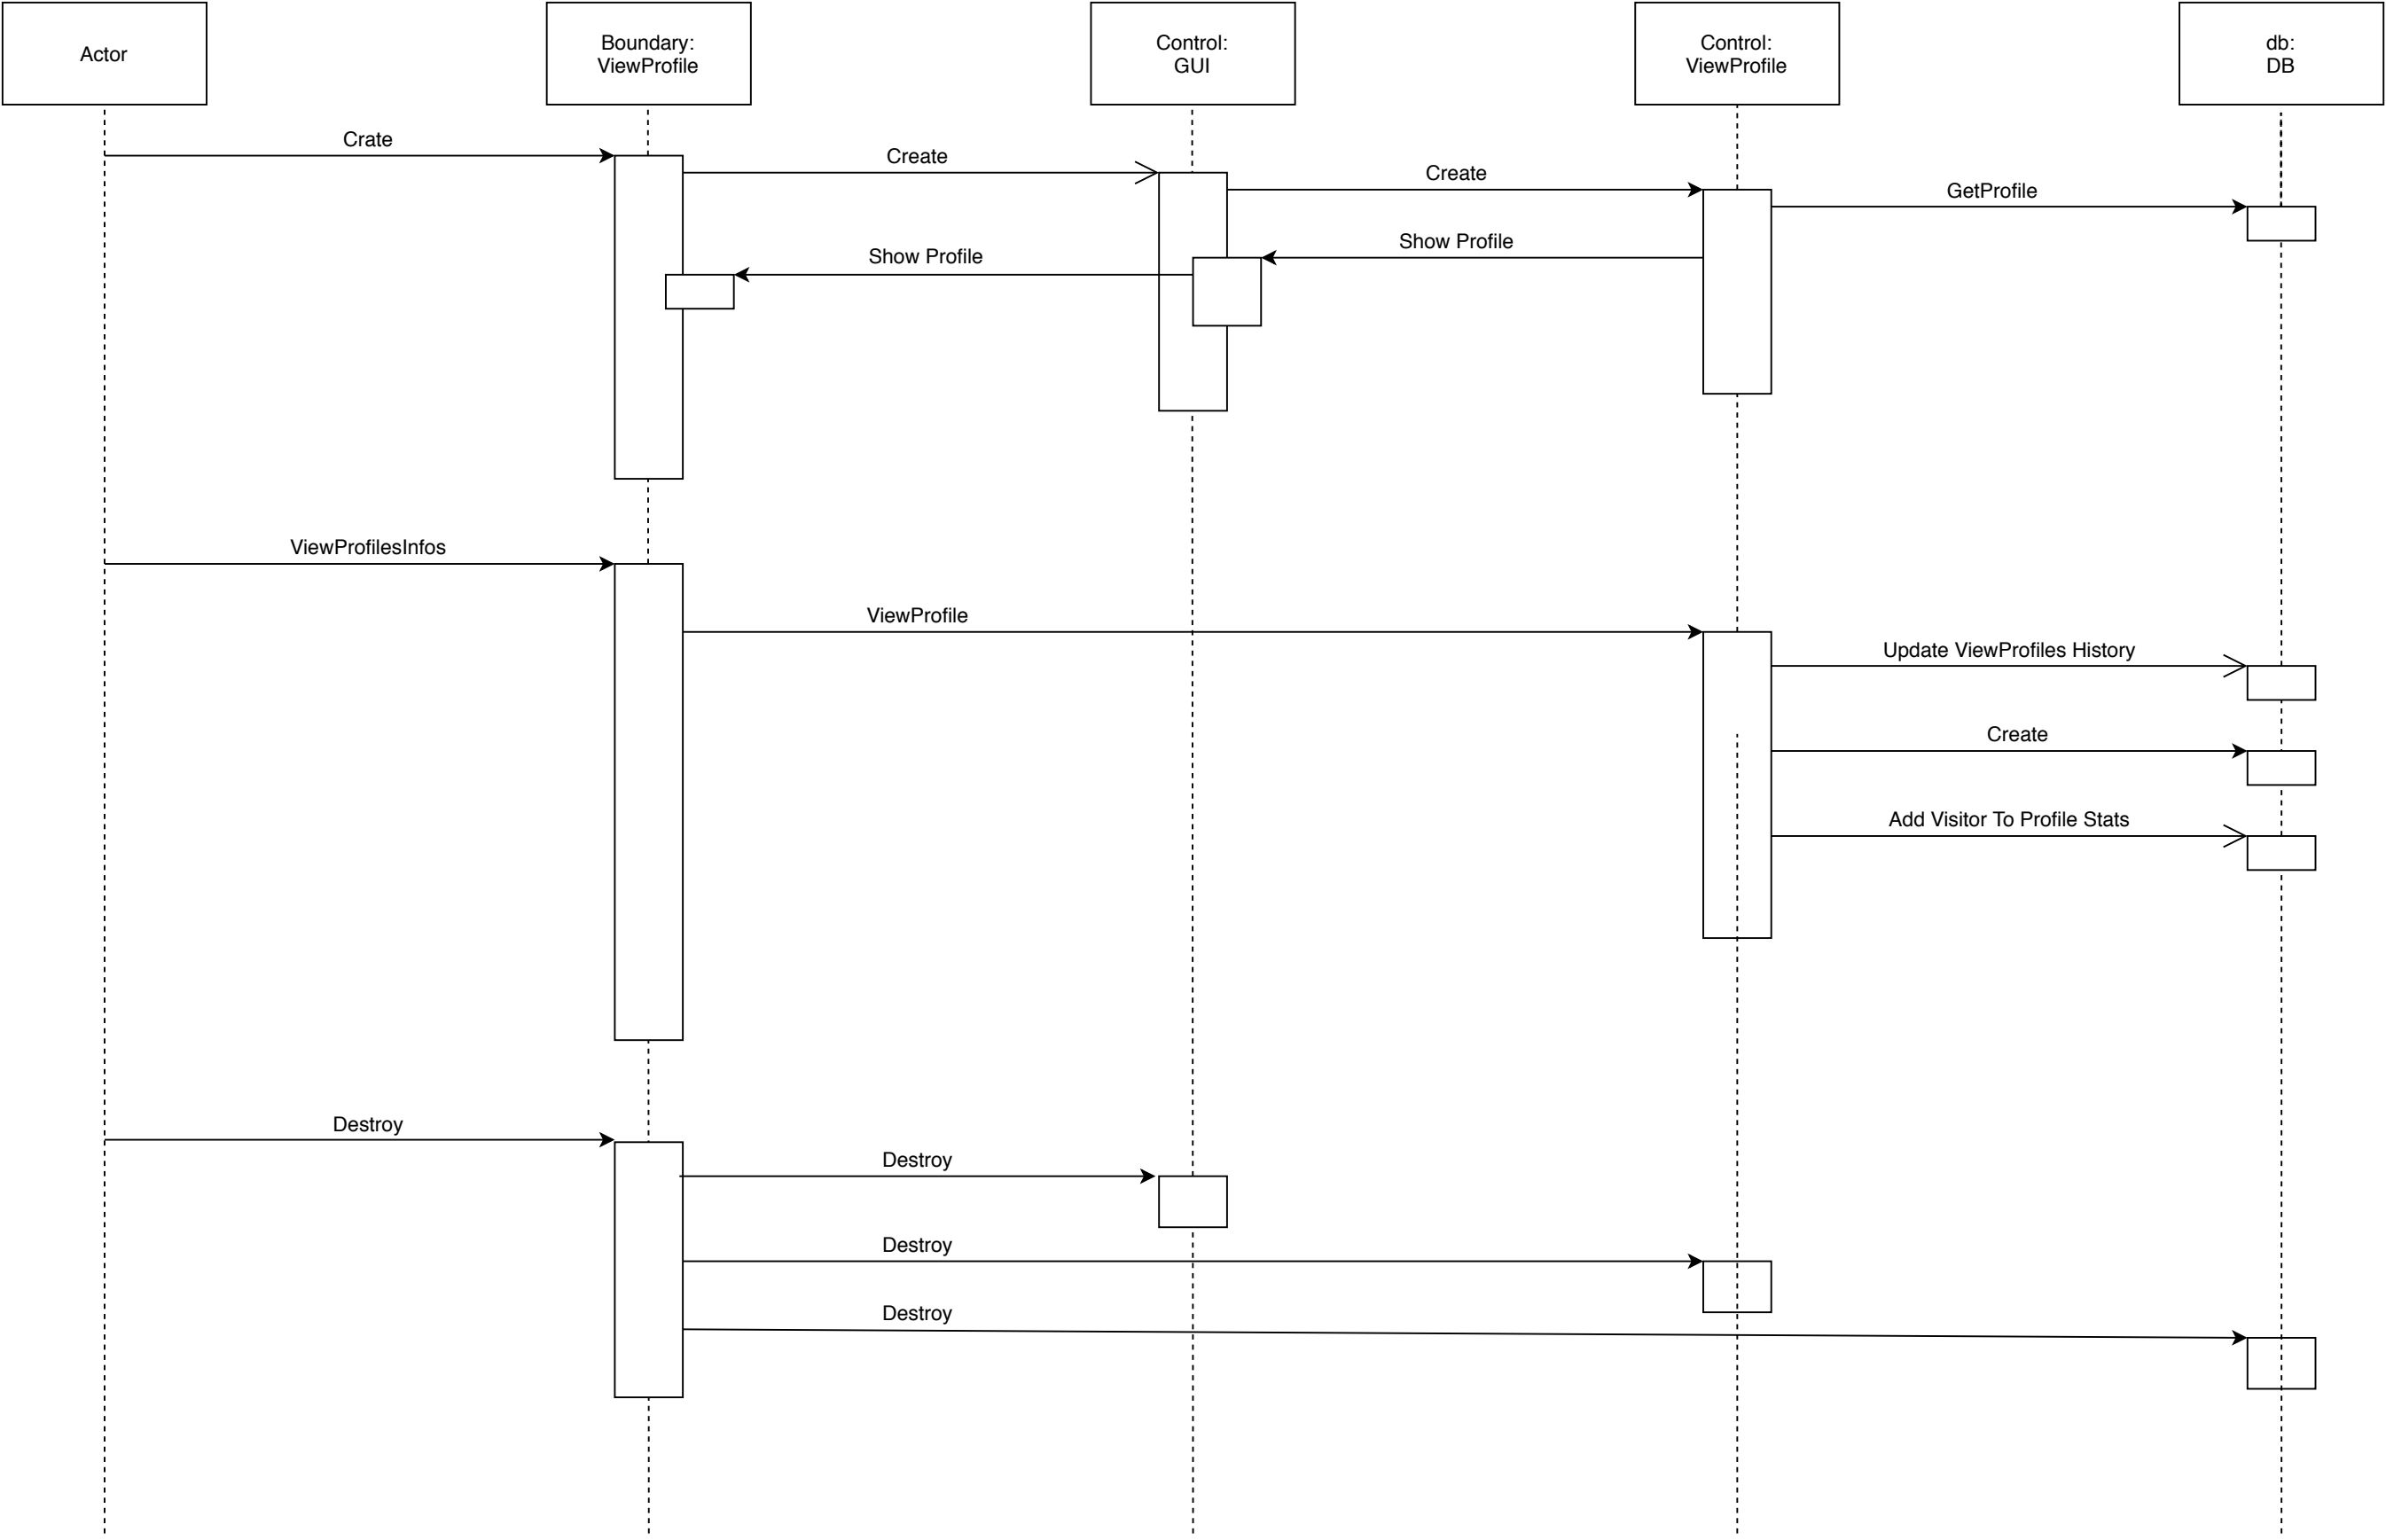 Actor
Boundary:
ViewProfile
Control:
GUI
Control:
ViewProfile
db:
DB
Crate
Create
Create
GetProfile
Show Profile
Show Profile
ViewProfilesInfos
ViewProfile
Update ViewProfiles History
Create
Add Visitor To Profile Stats
Destroy
Destroy
Destroy
Destroy